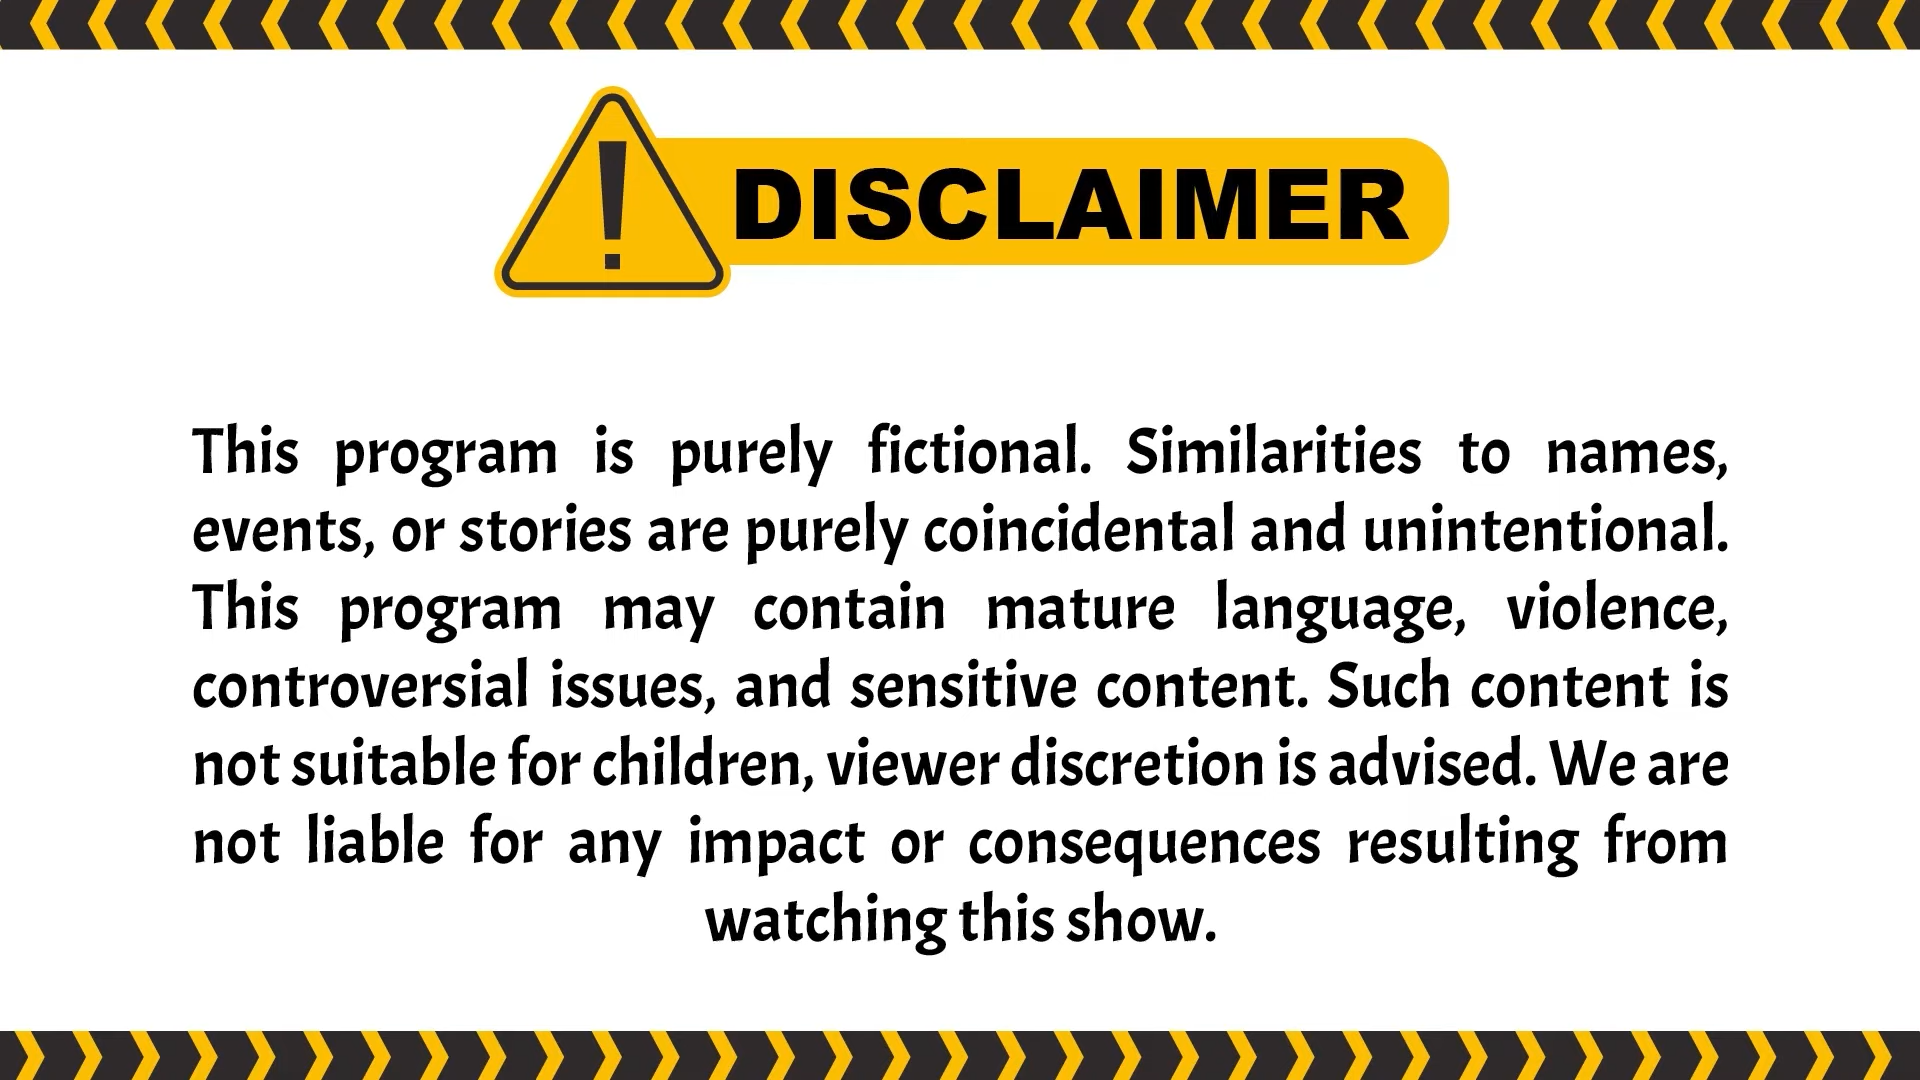 DISCLAIMER
This program is purely fictional. Similarities to names,
events, or stories are purely coincidental and unintentional.
This program may contain mature language, violence,
controversial issues, and sensitive content. Such content is
not suitable for children, viewer discretion is advised. We are
not liable for any impact or consequences resulting from
watching this show.